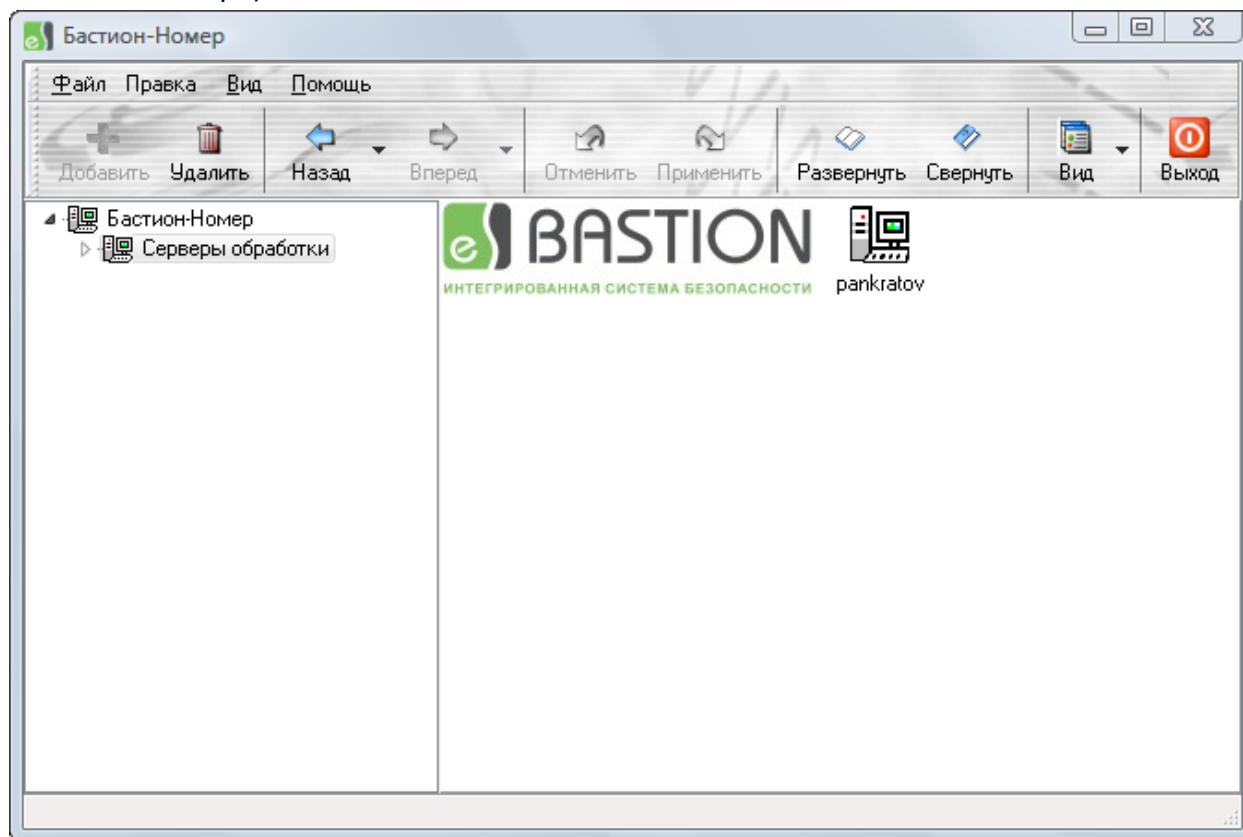 Бастион-Номер
Файл Правка Вид Помощь
Добавить Удалить Назад Вперед Отменить Применить Развернуть Свернуть Вид Выход
Бастион-Номер
Серверы обработки
eS BASTION
ИНТЕГРИРОВАННАЯ СИСТЕМА БЕЗОПАСНОСТИ
pankratov